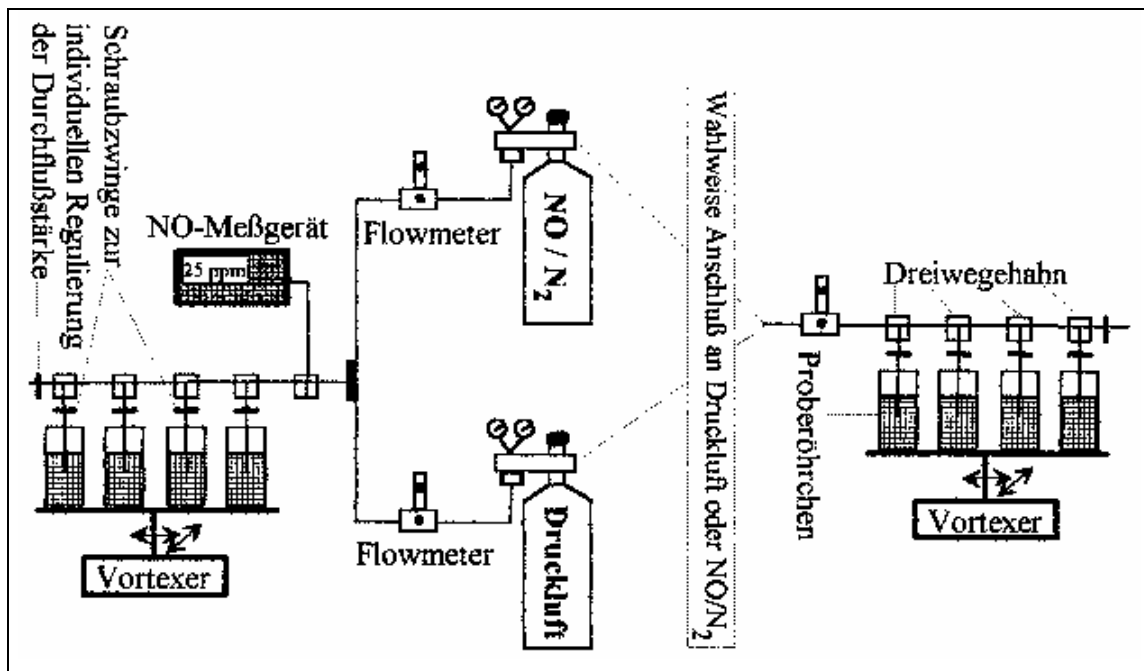 Schraubzwinge zur
individuellen Regulierung
der Durchflußstärke
NO-Meßgerät
25 ppm
Vortexer
Flowmeter
NO / N2
Flowmeter
Druckluft
Wahlweise Anschluß an Druckluft oder NO/N2
Dreiwegehahn
Proberöhrchen
Vortexer